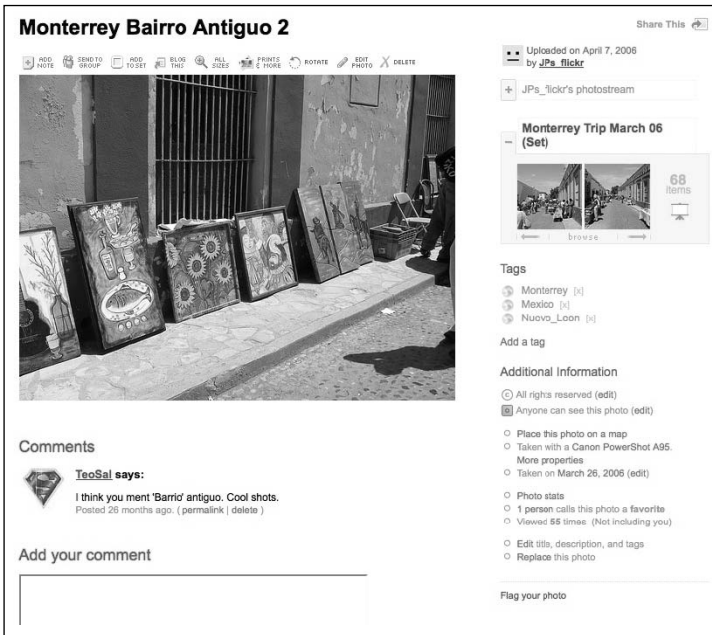 Monterrey Bairro Antiguo 2
Share This
ADD NOTE
SEND TO GROUP
ADD TO SET
BLOG THIS
ALL SIZES
PRINTS & MORE
ROTATE
EDIT PHOTO
DELETE
Uploaded on April 7, 2006
by JPs_flickr
+ JPs_flickr's photostream
Monterrey Trip March 06
(Set)
68
items
browse
Tags
Monterrey [x]
Mexico [x]
Nuovo_Leon [x]
Add a tag
Additional Information
© All rights reserved (edit)
Anyone can see this photo (edit)
Place this photo on a map
Taken with a Canon PowerShot A95.
More properties
Taken on March 26, 2006 (edit)
Photo stats
1 person calls this photo a favorite
Viewed 55 times (Not including you)
Edit title, description, and tags
Replace this photo
Flag your photo
Comments
TeoSal says:
I think you ment 'Barrio' antiguo. Cool shots.
Posted 26 months ago. ( permalink | delete )
Add your comment